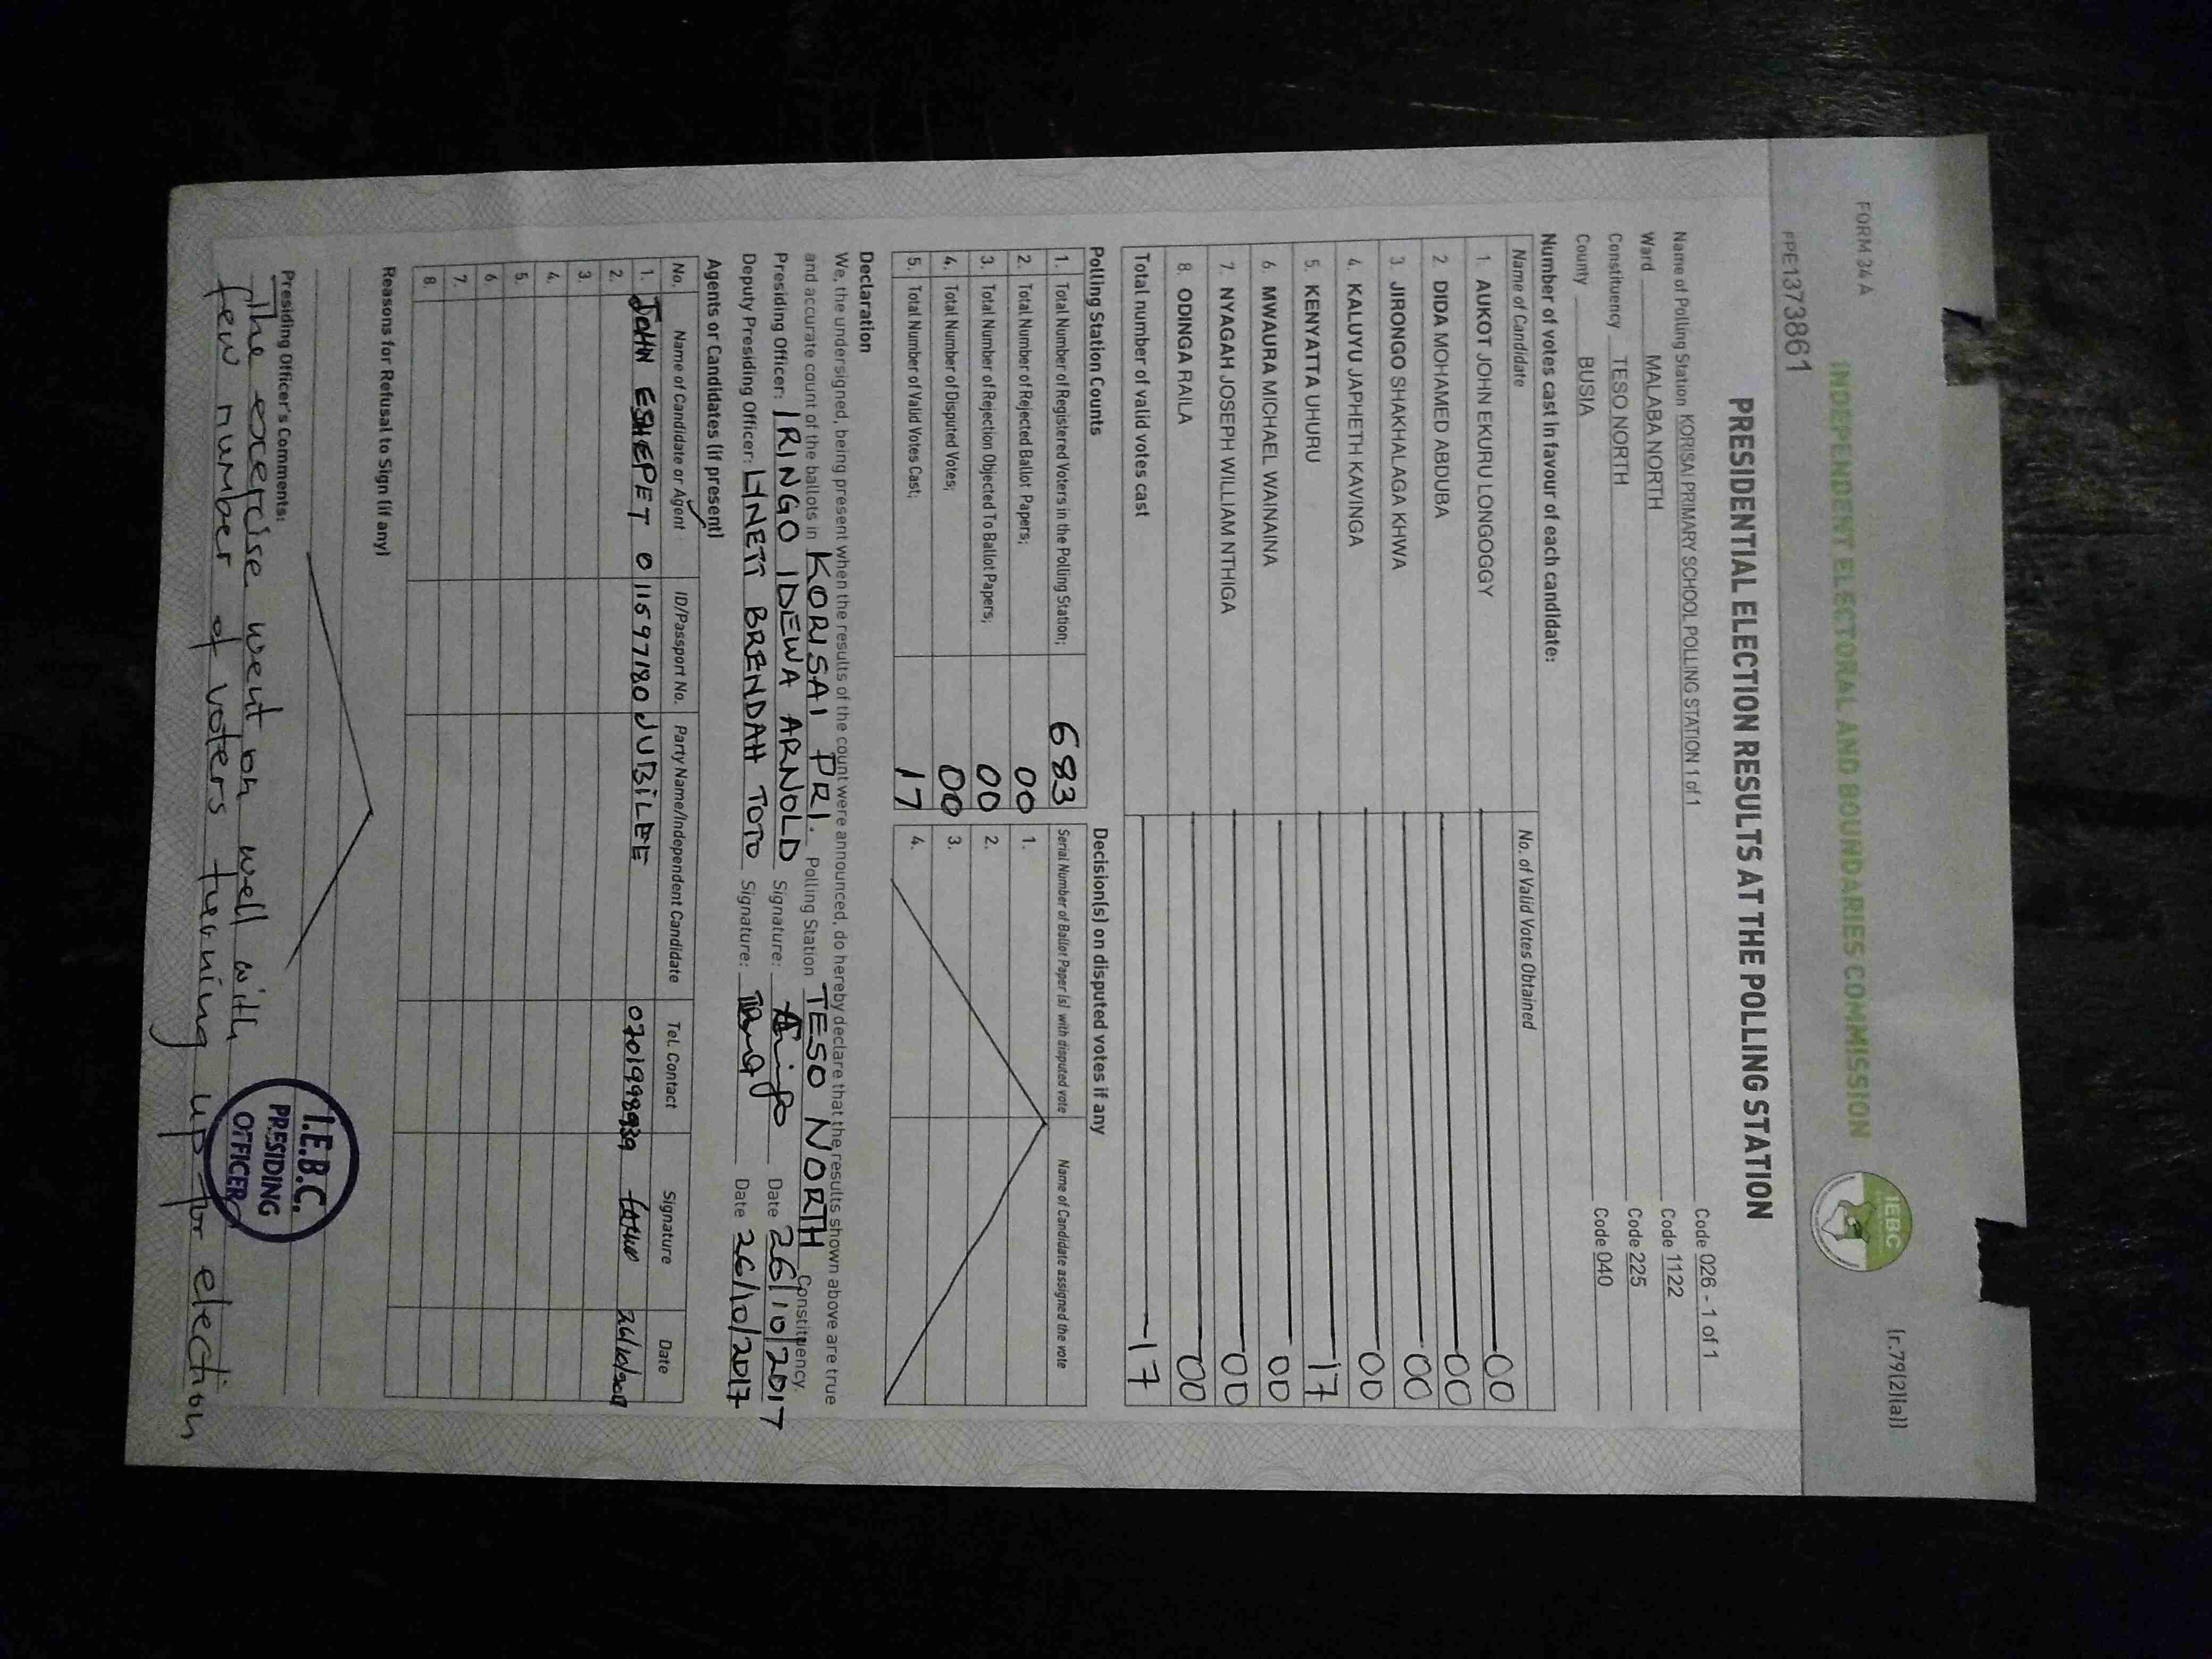 FORM 34 A
(r.79(2)(a))
INDEPENDENT ELECTORAL AND BOUNDARIES COMMISSION
IEBC
PPE1373861
PRESIDENTIAL ELECTION RESULTS AT THE POLLING STATION
Name of Polling Station KORISAI PRIMARY SCHOOL POLLING STATION 1 of 1 Code 026 - 1 of 1
Ward MALABA NORTH Code 1122
Constituency TESO NORTH Code 225
County BUSIA Code 040
Number of votes cast in favour of each candidate:
Name of Candidate No. of Valid Votes Obtained
1. AUKOT JOHN EKURU LONGOGGY 00
2. DIDA MOHAMED ABDUBA 00
3. JIRONGO SHAKHALAGA KHWA 00
4. KALUYU JAPHETH KAVINGA 00
5. KENYATTA UHURU 17
6. MWAURA MICHAEL WAINAINA 00
7. NYAGAH JOSEPH WILLIAM NTHIGA 00
8. ODINGA RAILA 00
Total number of valid votes cast 17
Polling Station Counts Decision(s) on disputed votes if any
1. Total Number of Registered Voters in the Polling Station; 683 Serial Number of Ballot Paper (s) with disputed vote Name of Candidate assigned the vote
2. Total Number of Rejected Ballot Papers; 00 1.
3. Total Number of Rejection Objected To Ballot Papers; 00 2.
4. Total Number of Disputed Votes; 00 3.
5. Total Number of Valid Votes Cast; 17 4.
Declaration
We, the undersigned, being present when the results of the count were announced, do hereby declare that the results shown above are true
and accurate count of the ballots in KORISAI PRI. Polling Station TESO NORTH Constituency.
Presiding Officer: IRINGO IDEWA ARNOLD Signature: Date 26/10/2017
Deputy Presiding Officer: LYNETT BRENDAH TOTO Signature: Date 26/10/2017
Agents or Candidates (if present)
No. Name of Candidate or Agent ID/Passport No. Party Name/Independent Candidate Tel. Contact Signature Date
1. JOHN 011597180 JUBILEE 0701998939 26/10/2017
2.
3.
4.
5.
6
7.
8.
Reasons for Refusal to Sign (if any)
Presiding Officer's Comments:
The exercise went on well with
few number of voters turning up for election
I.E.B.C.
PRESIDING
OFFICER